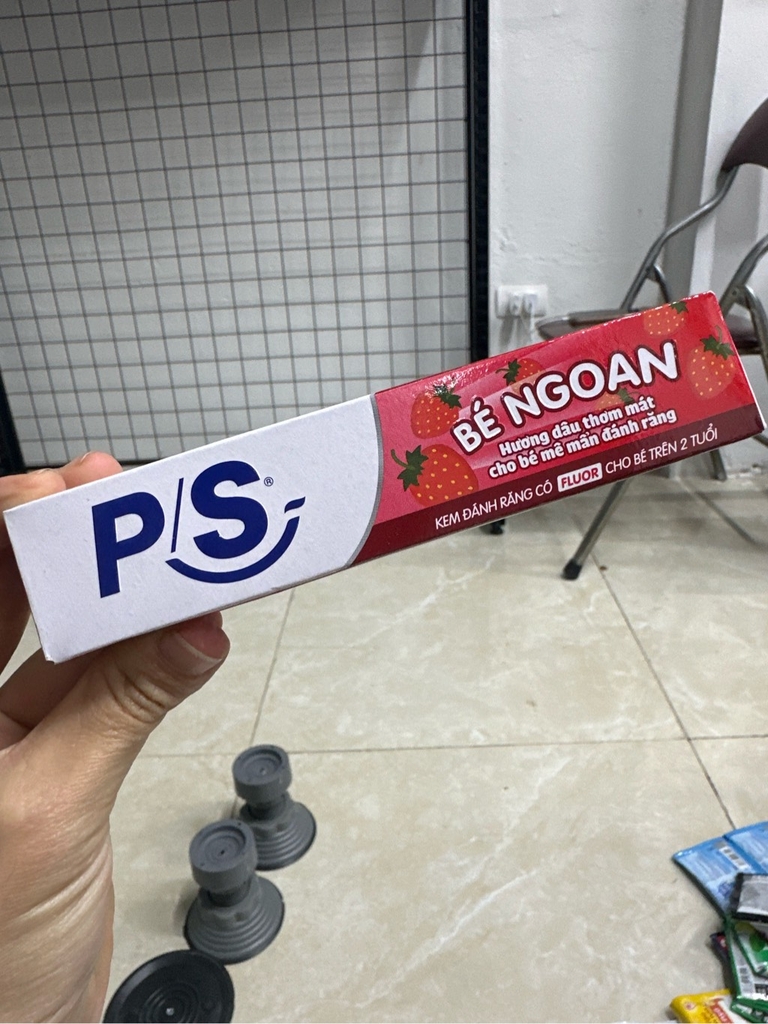 P/S®
BÉ NGOAN
Hương dâu thơm mát
cho bé mê mẩn đánh răng
KEM ĐÁNH RĂNG CÓ FLUOR CHO BÉ TRÊN 2 TUỔI